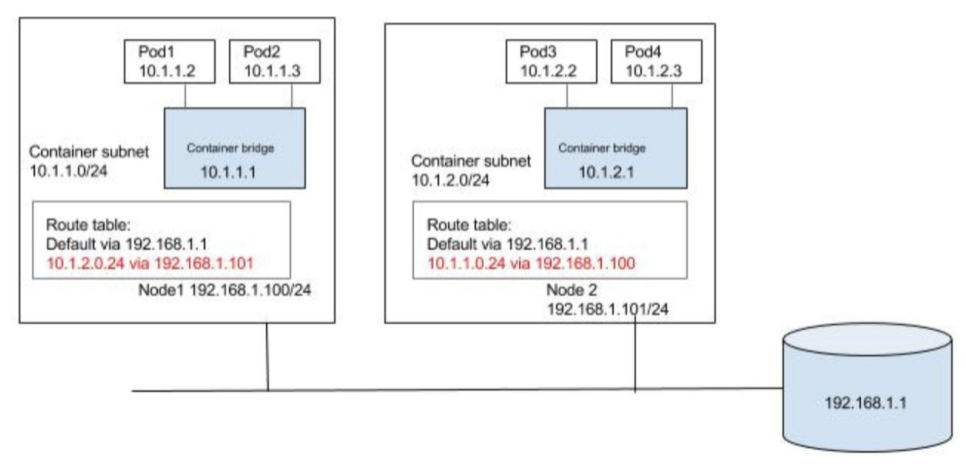 Pod1
10.1.1.2
Pod2
10.1.1.3
Container bridge
10.1.1.1
Container subnet
10.1.1.0/24
Route table:
Default via 192.168.1.1
10.1.2.0.24 via 192.168.1.101
Node1 192.168.1.100/24
Pod3
10.1.2.2
Pod4
10.1.2.3
Container bridge
10.1.2.1
Container subnet
10.1.2.0/24
Route table:
Default via 192.168.1.1
10.1.1.0.24 via 192.168.1.100
Node 2
192.168.1.101/24
192.168.1.1